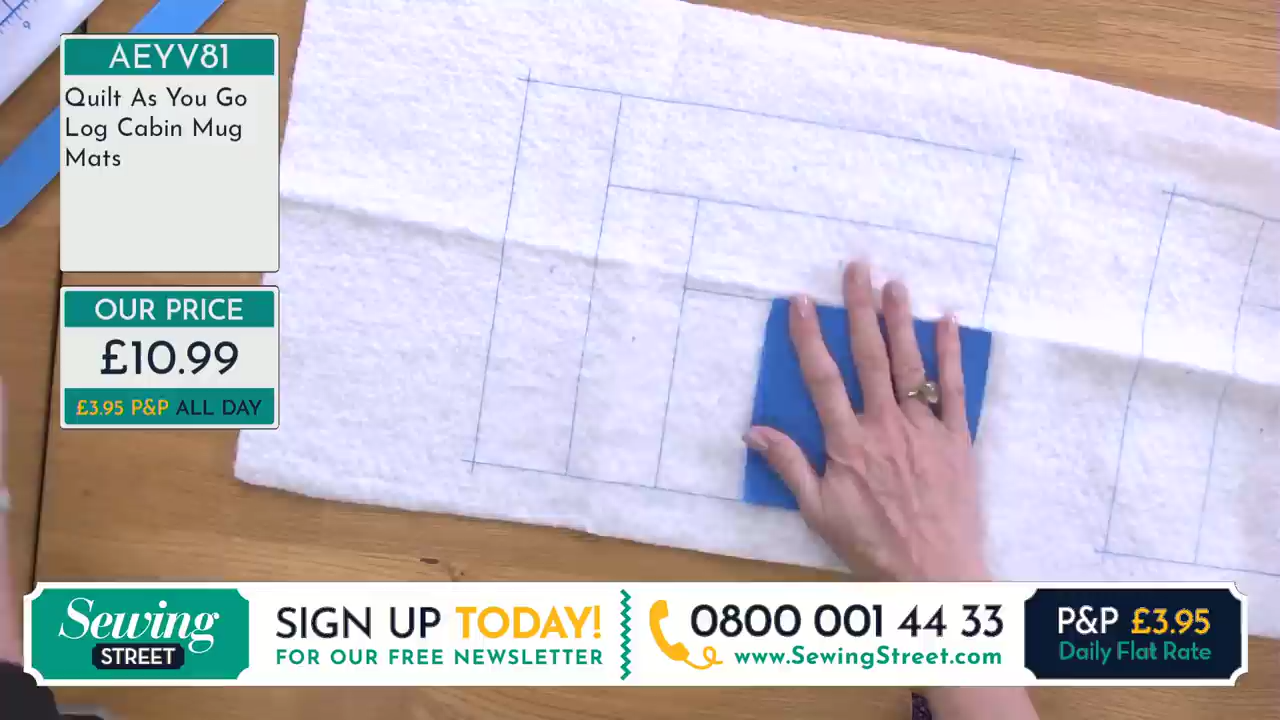 AEYV81
Quilt As You Go
Log Cabin Mug
Mats
OUR PRICE
£10.99
£3.95 P&P ALL DAY
Sewing
STREET
SIGN UP TODAY!
FOR OUR FREE NEWSLETTER
0800 001 44 33
www.SewingStreet.com
P&P £3.95
Daily Flat Rate